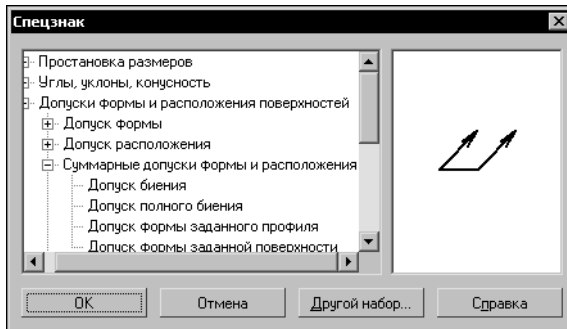 Спецзнак
Простановка размеров
Углы, уклоны, конусность
Допуски формы и расположения поверхностей
Допуск формы
Допуск расположения
Суммарные допуски формы и расположения
Допуск биения
Допуск полного биения
Допуск формы заданного профиля
Допуск формы заданной поверхности
OK
Отмена
Другой набор...
Справка